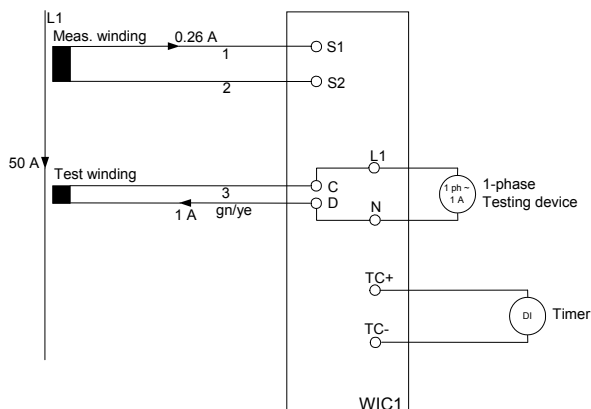 L1
Meas. winding
0.26 A
1
S1
2
S2
50 A
Test winding
3
gn/ye
1 A
C
D
L1
N
1 ph ~
1 A
1-phase
Testing device
TC+
TC-
DI
Timer
WIC1